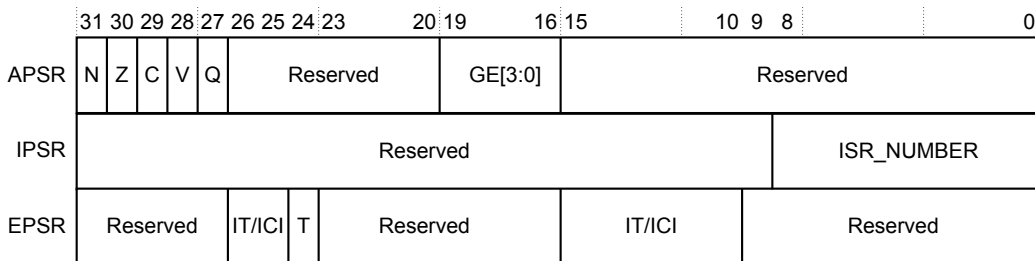 31 30 29 28 27 26 25 24 23 20 19 16 15 10 9 8 0
APSR N Z C V Q Reserved GE[3:0] Reserved
IPSR Reserved ISR_NUMBER
EPSR Reserved IT/ICI T Reserved IT/ICI Reserved